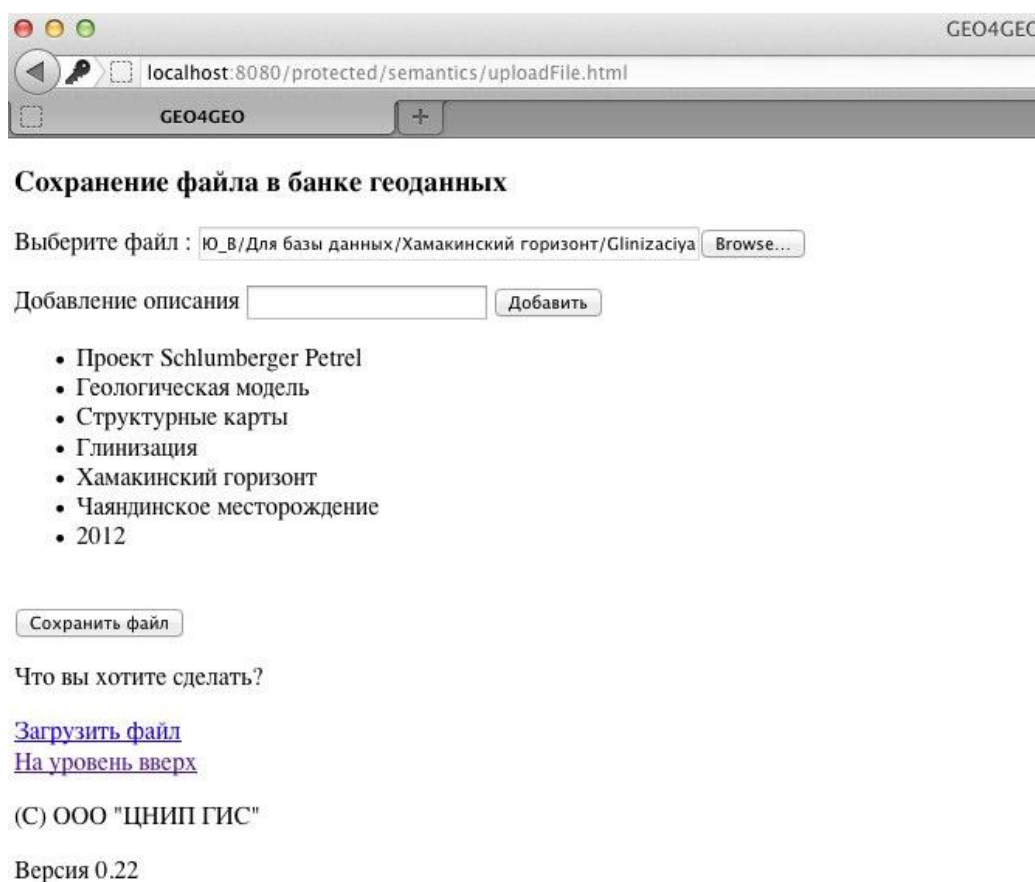 GEO4GEO
localhost:8080/protected/semantics/uploadFile.html
GEO4GEO
Сохранение файла в банке геоданных
Выберите файл : Ю_В/Для базы данных/Хамакинский горизонт/Glinizaciya Browse...
Добавление описания Добавить
• Проект Schlumberger Petrel
• Геологическая модель
• Структурные карты
• Глинизация
• Хамакинский горизонт
• Чаяндинское месторождение
• 2012
Сохранить файл
Что вы хотите сделать?
Загрузить файл
На уровень вверх
(C) ООО "ЦНИП ГИС"
Версия 0.22